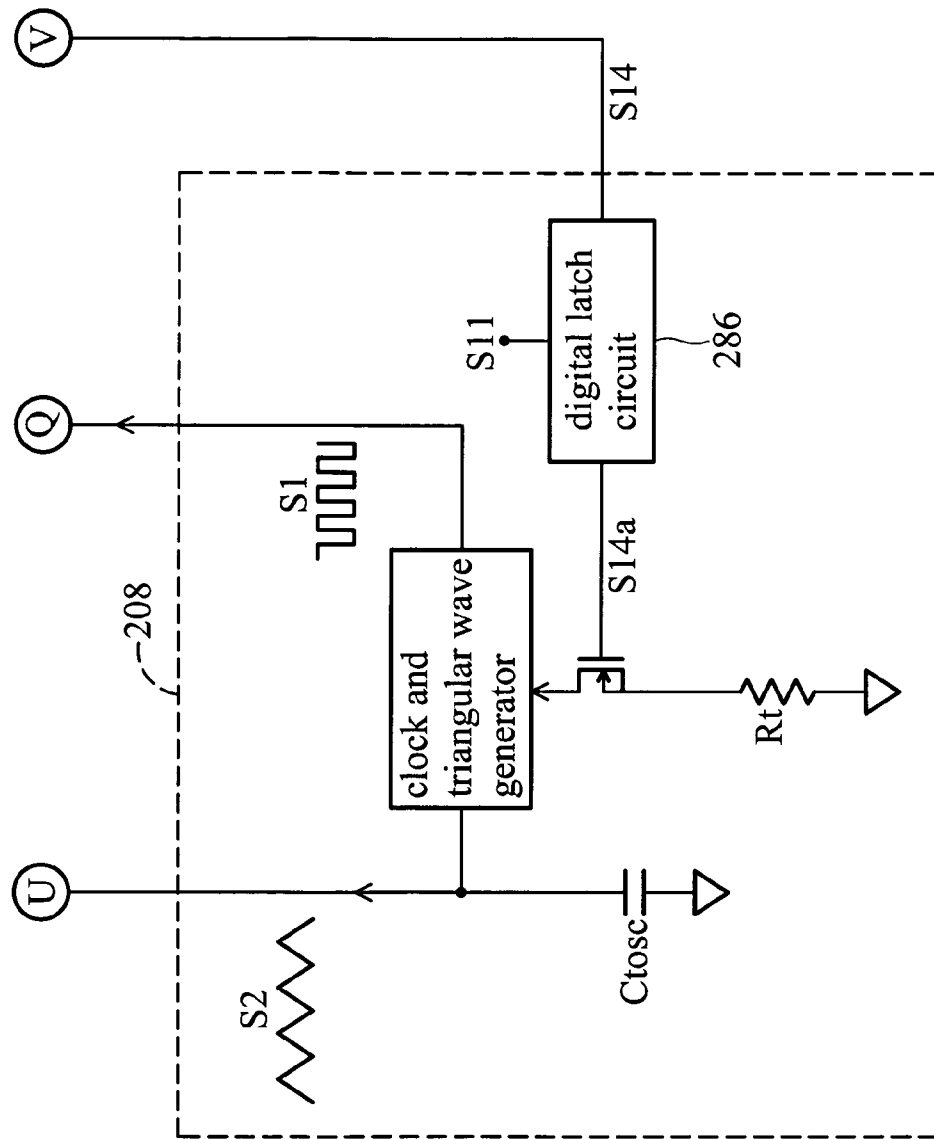 U
Q
V
208
S2
S1
clock and
triangular wave
generator
S11
S14
digital latch
circuit
S14a
286
Ctosc
Rt